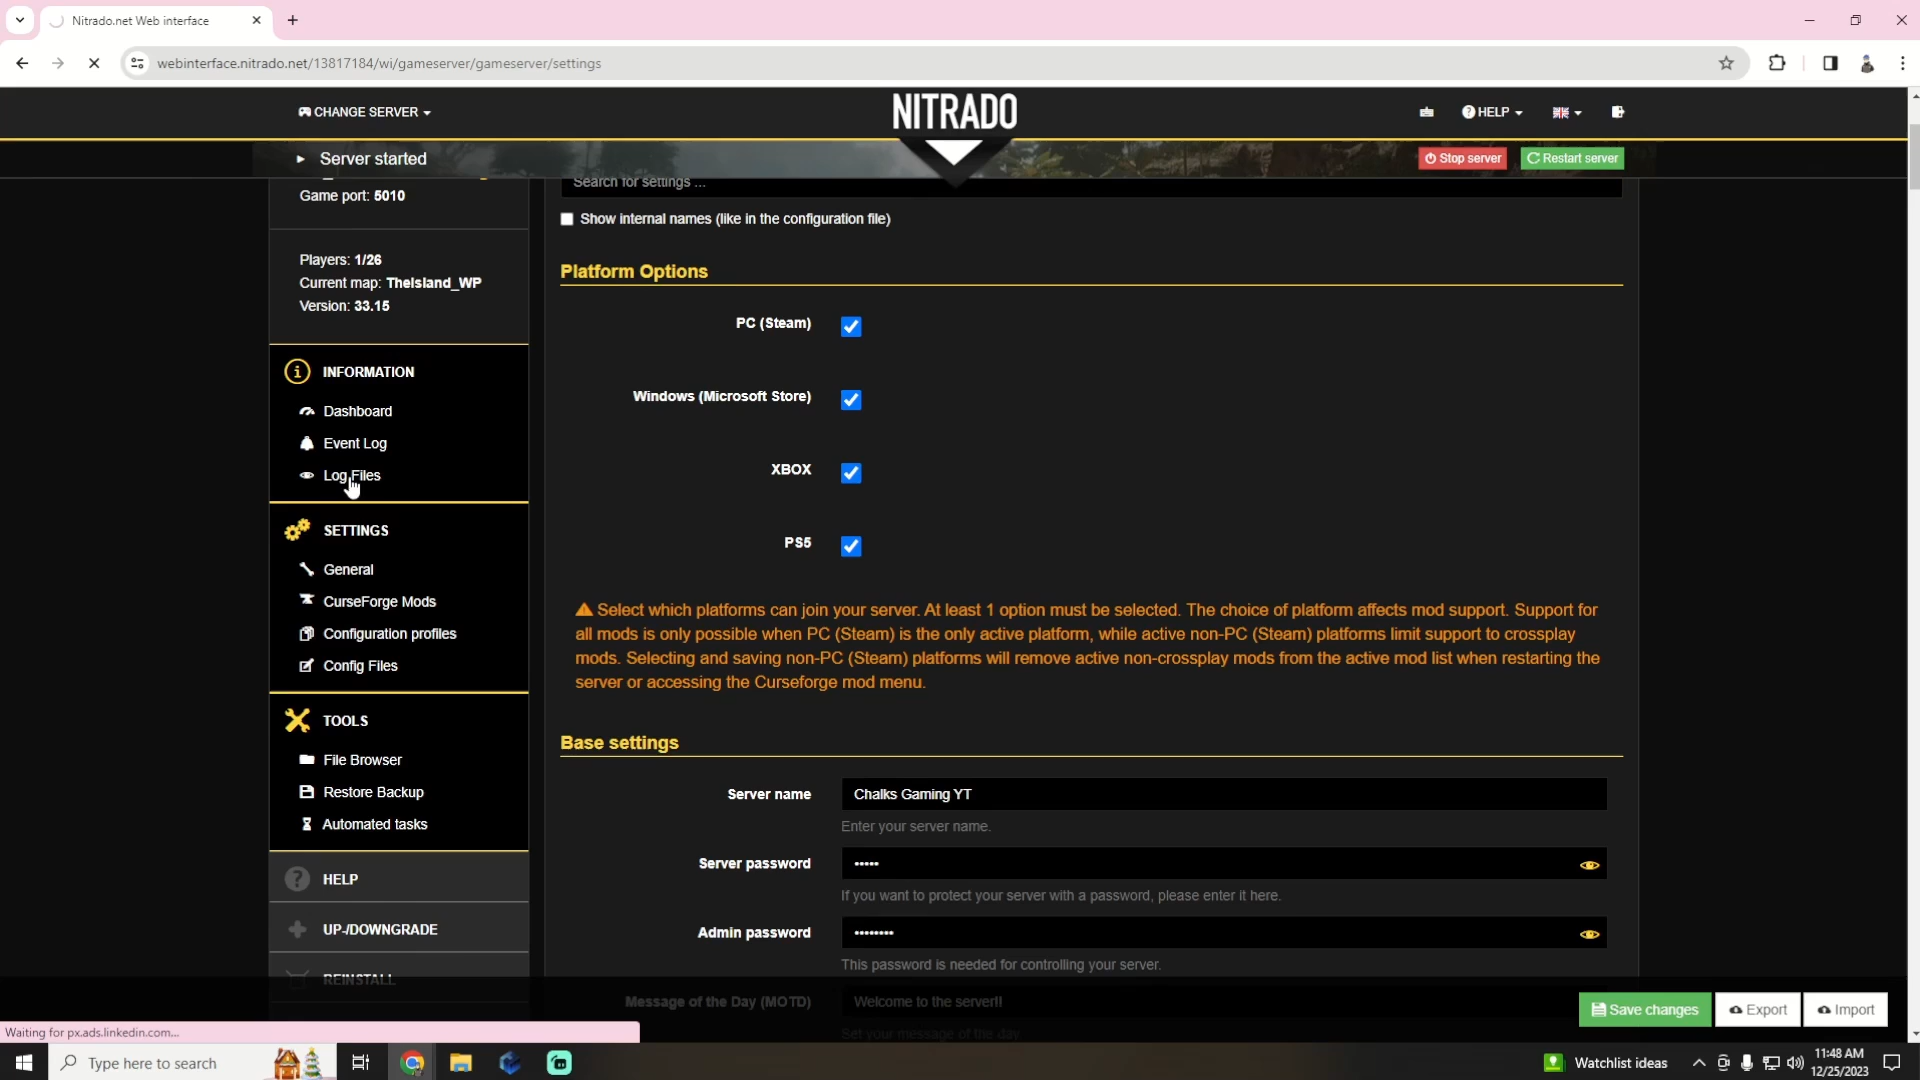 Nitrado.net Web interface
webinterface.nitrado.net/13817184/wi/gameserver/gameserver/settings
CHANGE SERVER
NITRADO
HELP
Server started
Stop server
Restart server
Game port: 5010
Players: 1/26
Current map: TheIsland_WP
Version: 33.15
INFORMATION
Dashboard
Event Log
Log Files
SETTINGS
General
CurseForge Mods
Configuration profiles
Config Files
TOOLS
File Browser
Restore Backup
Automated tasks
HELP
UP-/DOWNGRADE
REINSTALL
Search for settings ...
Show internal names (like in the configuration file)
Platform Options
PC (Steam)
Windows (Microsoft Store)
XBOX
PS5
Select which platforms can join your server. At least 1 option must be selected. The choice of platform affects mod support. Support for
all mods is only possible when PC (Steam) is the only active platform, while active non-PC (Steam) platforms limit support to crossplay
mods. Selecting and saving non-PC (Steam) platforms will remove active non-crossplay mods from the active mod list when restarting the
server or accessing the Curseforge mod menu.
Base settings
Server name
Chalks Gaming YT
Enter your server name.
Server password
•••••
If you want to protect your server with a password, please enter it here.
Admin password
••••••••
This password is needed for controlling your server.
Message of the Day (MOTD)
Welcome to the server!!
Set your message of the day
Save changes
Export
Import
Waiting for px.ads.linkedin.com...
Type here to search
Watchlist ideas
11:48 AM
12/25/2023